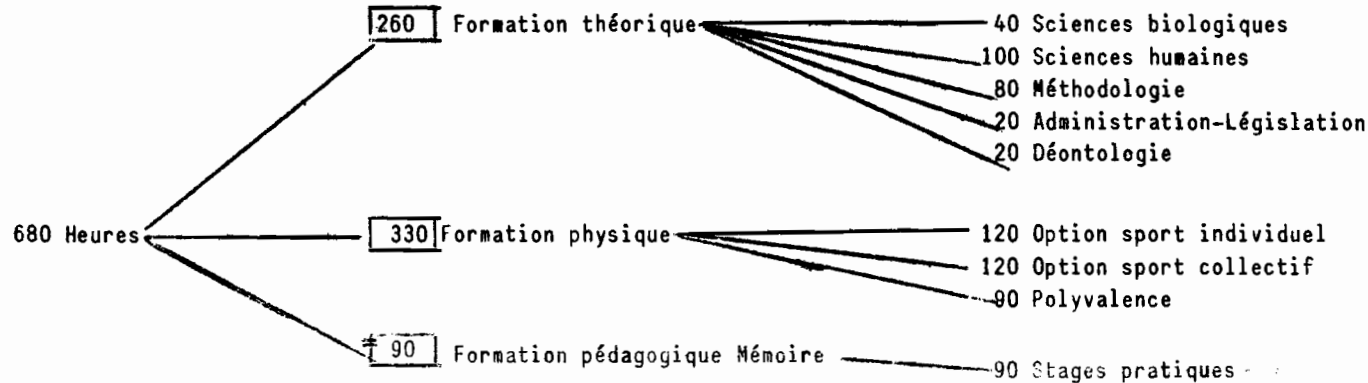 260 Formation théorique
40 Sciences biologiques
100 Sciences humaines
80 Méthodologie
20 Administration-Législation
20 Déontologie
680 Heures
330 Formation physique
120 Option sport individuel
120 Option sport collectif
90 Polyvalence
90 Formation pédagogique Mémoire
90 Stages pratiques